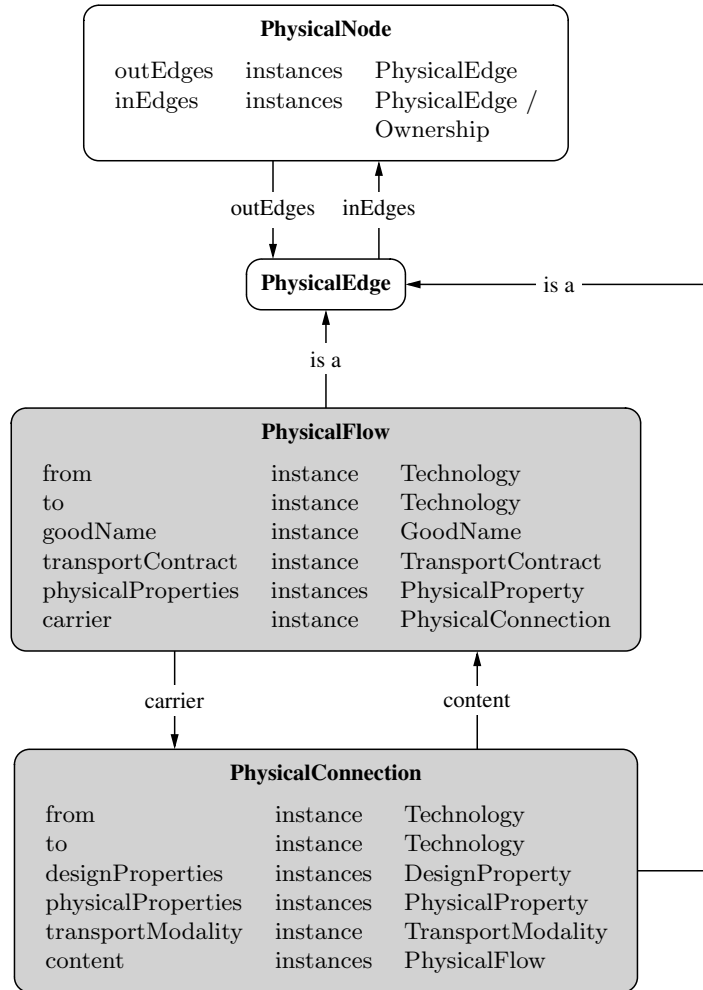 PhysicalNode
outEdges instances PhysicalEdge
inEdges instances PhysicalEdge /
Ownership
outEdges inEdges
PhysicalEdge
is a
is a
PhysicalFlow
from instance Technology
to instance Technology
goodName instance GoodName
transportContract instance TransportContract
physicalProperties instances PhysicalProperty
carrier instance PhysicalConnection
carrier content
PhysicalConnection
from instance Technology
to instance Technology
designProperties instances DesignProperty
physicalProperties instances PhysicalProperty
transportModality instance TransportModality
content instances PhysicalFlow